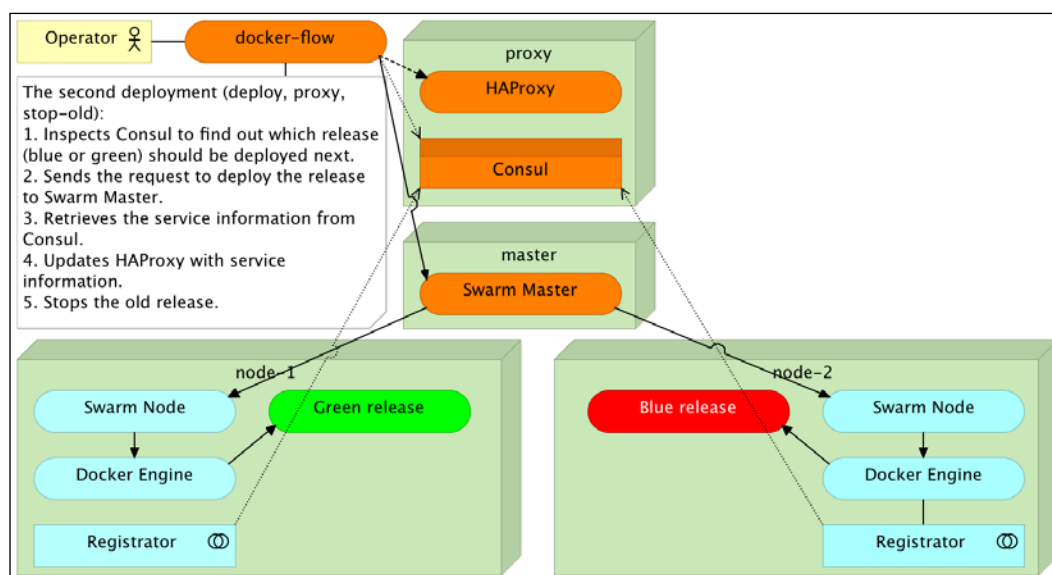 Operator
docker-flow
proxy
HAProxy
Consul
The second deployment (deploy, proxy,
stop-old):
1. Inspects Consul to find out which release
(blue or green) should be deployed next.
2. Sends the request to deploy the release
to Swarm Master.
3. Retrieves the service information from
Consul.
4. Updates HAProxy with service
information.
5. Stops the old release.
master
Swarm Master
node-1
Swarm Node
Green release
Docker Engine
Registrator
node-2
Blue release
Swarm Node
Docker Engine
Registrator